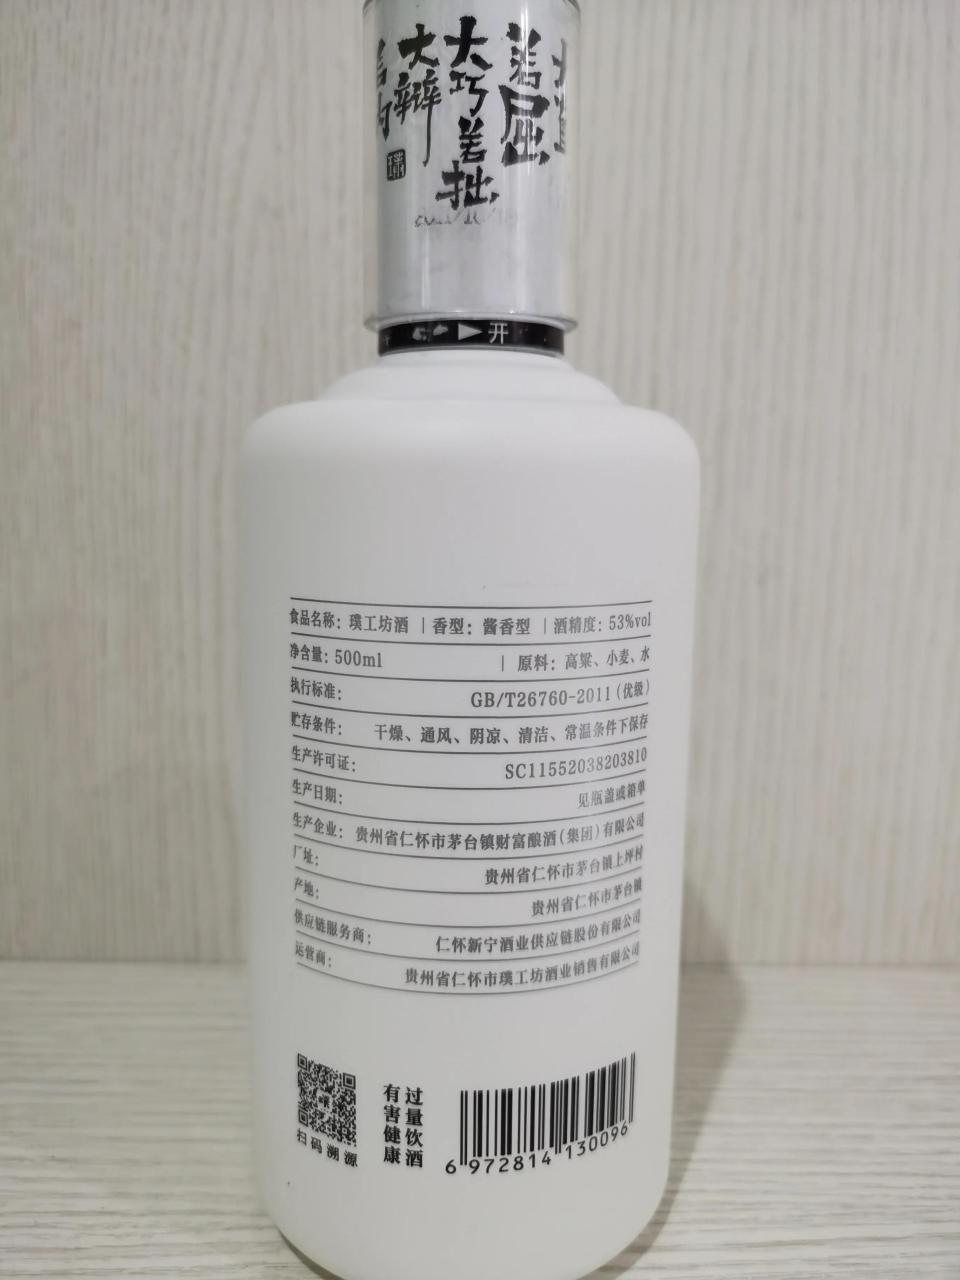 大辩
大巧若拙
若屈
开
食品名称: 璞工坊酒 | 香型: 酱香型 | 酒精度: 53%vol
净含量: 500ml | 原料: 高粱、小麦、水
执行标准: GB/T26760-2011(优级)
贮存条件: 干燥、通风、阴凉、清洁、常温条件下保存
生产许可证: SC11552038203810
生产日期: 见瓶盖或箱单
生产企业: 贵州省仁怀市茅台镇财富酿酒(集团)有限公司
厂址: 贵州省仁怀市茅台镇上坪村
产地: 贵州省仁怀市茅台镇
供应链服务商: 仁怀新宁酒业供应链股份有限公司
运营商: 贵州省仁怀市璞工坊酒业销售有限公司
扫码溯源
过量饮酒
有害健康
6 972814 130096